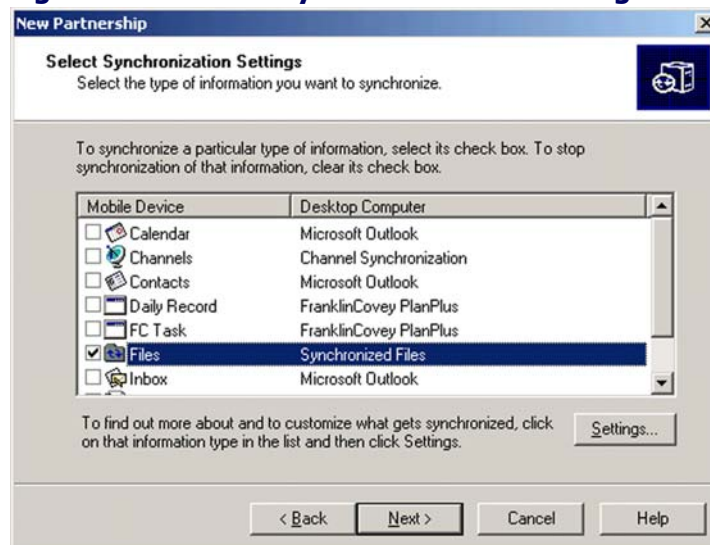 New Partnership
Select Synchronization Settings
Select the type of information you want to synchronize.
To synchronize a particular type of information, select its check box. To stop
synchronization of that information, clear its check box.
Mobile Device Desktop Computer
Calendar Microsoft Outlook
Channels Channel Synchronization
Contacts Microsoft Outlook
Daily Record FranklinCovey PlanPlus
FC Task FranklinCovey PlanPlus
Files Synchronized Files
Inbox Microsoft Outlook
To find out more about and to customize what gets synchronized, click
on that information type in the list and then click Settings.
Settings...
< Back Next > Cancel Help